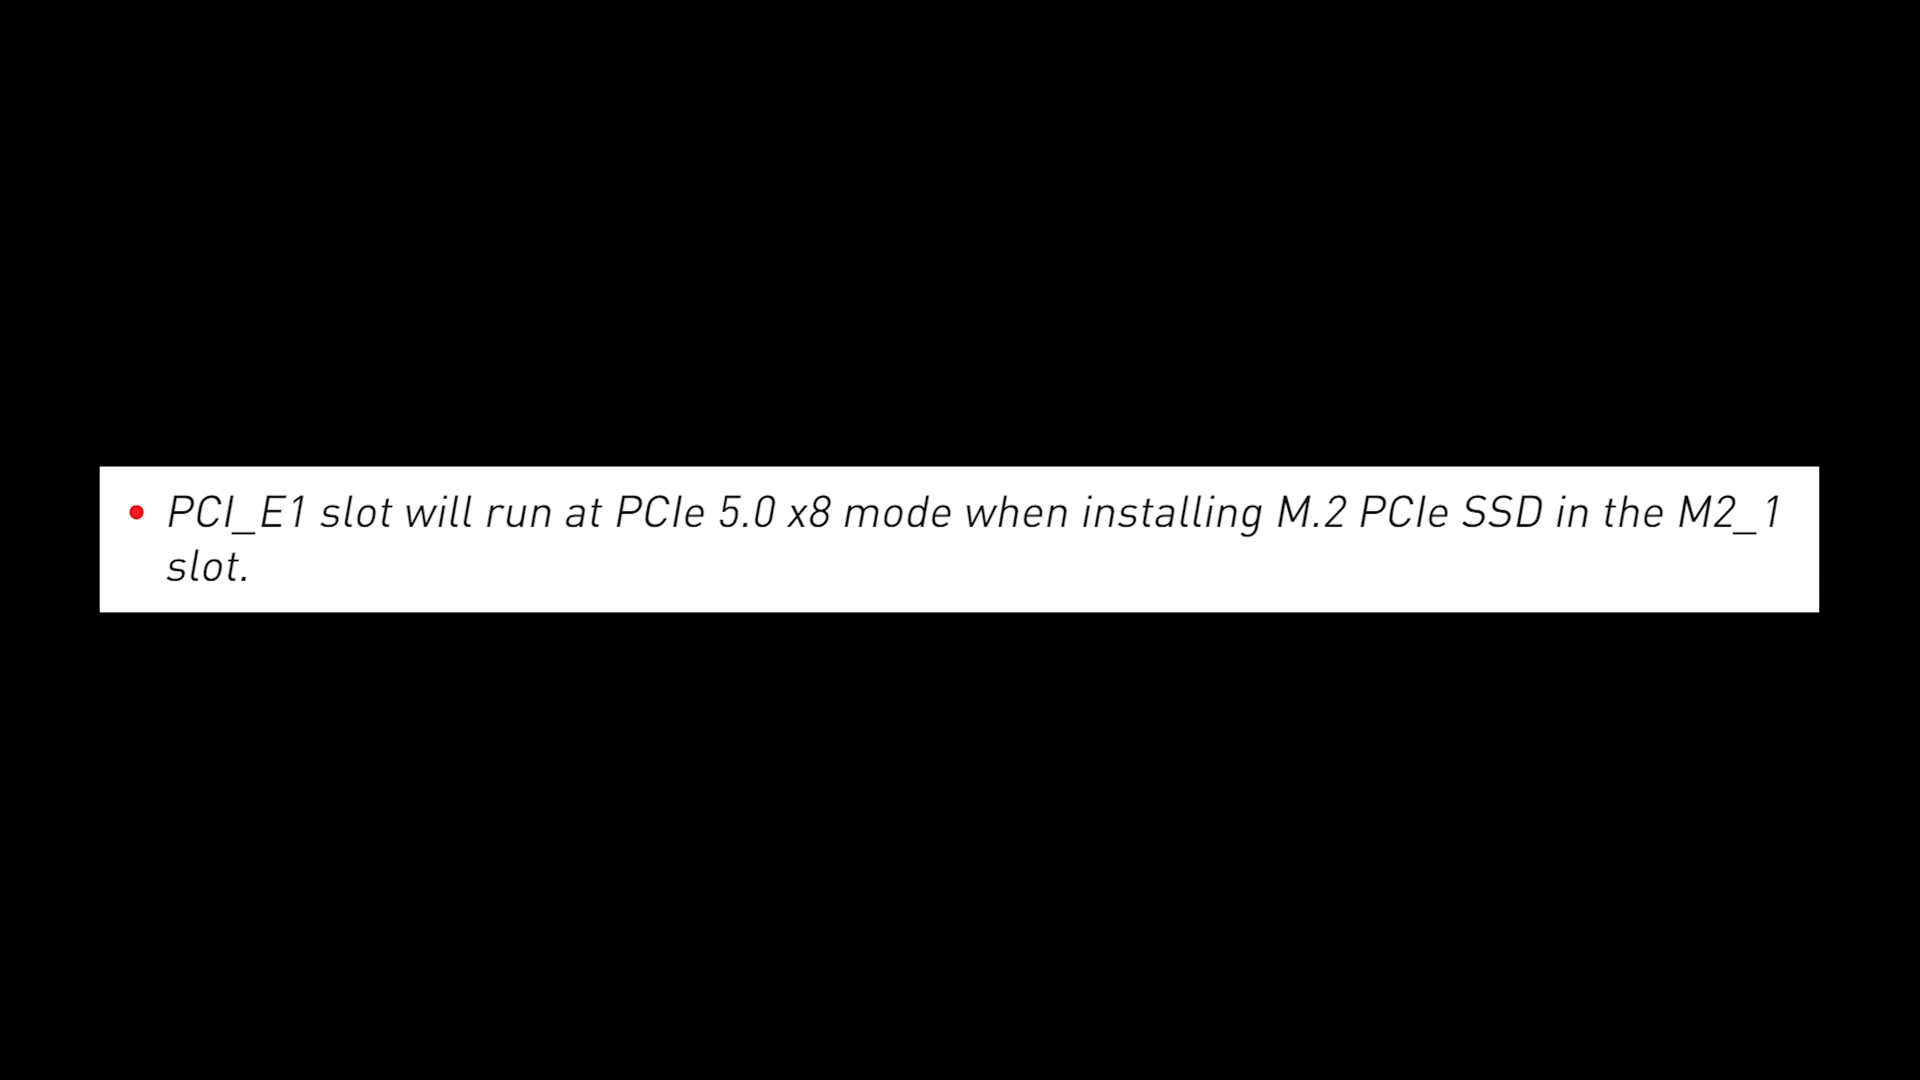 • PCI_E1 slot will run at PCIe 5.0 x8 mode when installing M.2 PCIe SSD in the M2_1
slot.